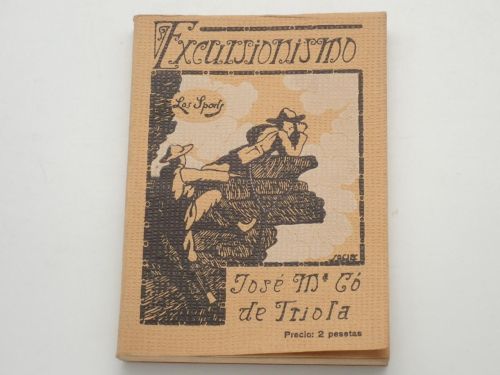 Excursionismo
Los Sports
José Mª Có
de Triola
Precio: 2 pesetas